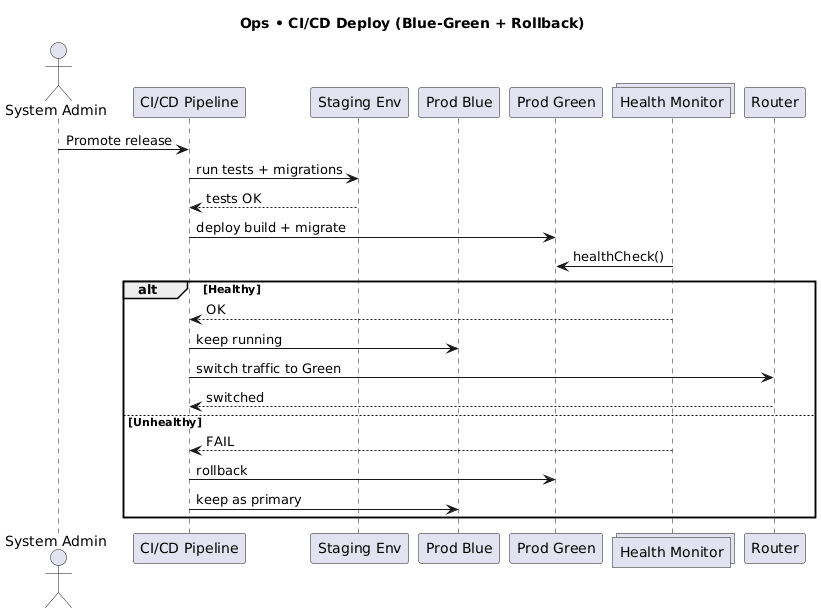 Ops • CI/CD Deploy (Blue-Green + Rollback)
System Admin
CI/CD Pipeline
Staging Env
Prod Blue
Prod Green
Health Monitor
Router
Promote release
run tests + migrations
tests OK
deploy build + migrate
healthCheck()
alt
[Healthy]
OK
keep running
switch traffic to Green
switched
[Unhealthy]
FAIL
rollback
keep as primary
System Admin
CI/CD Pipeline
Staging Env
Prod Blue
Prod Green
Health Monitor
Router